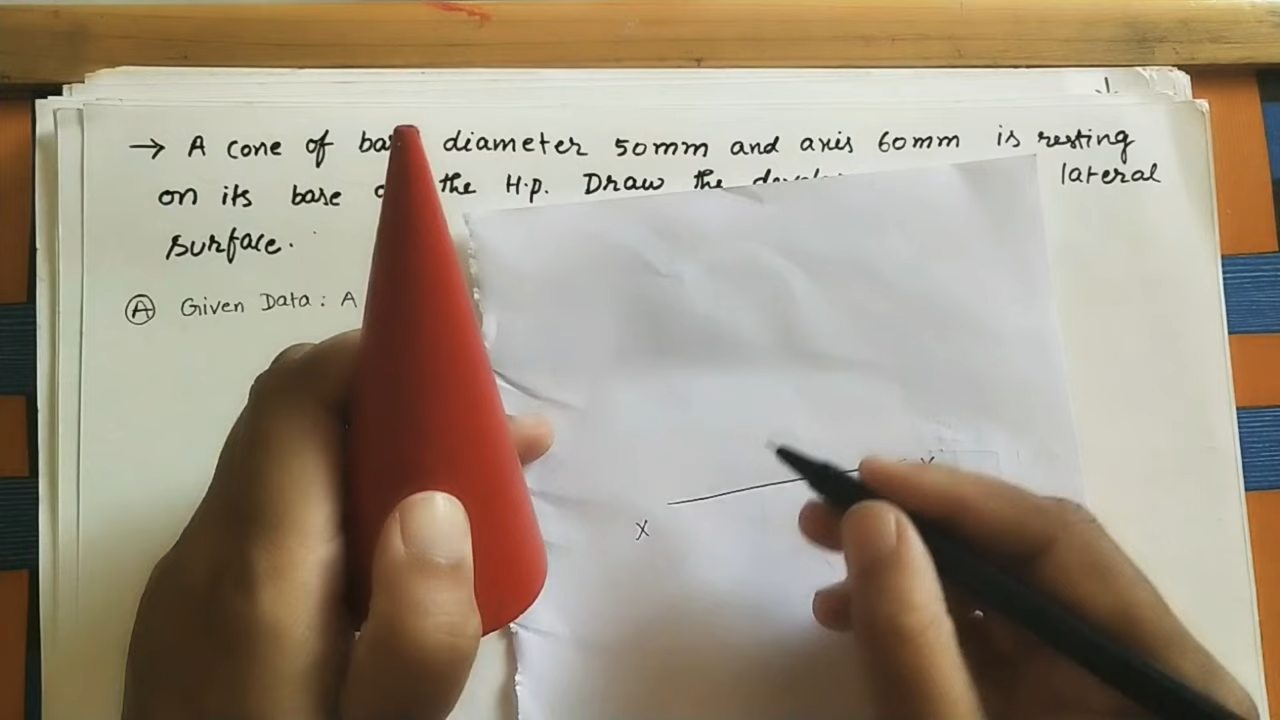 → A cone of diameter 50mm and axis 60mm is resting
on its base the H.p. Draw the lateral
surface.
Ⓐ Given Data : A
X